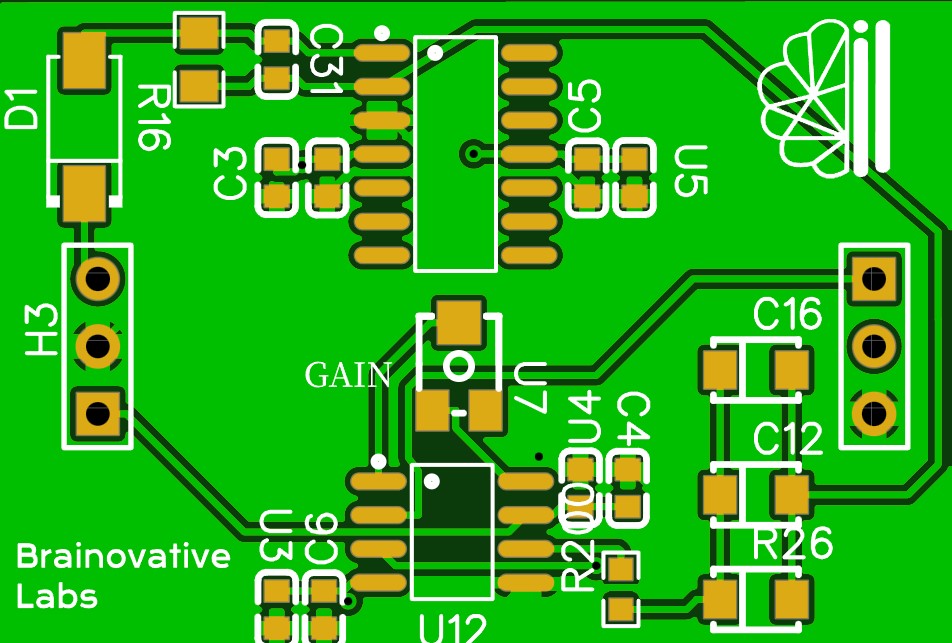 D1
R16
C31
C3
C5
U5
H3
GAIN
U7
C16
U4
C4
C12
R200
R26
U3
C6
Brainovative
Labs
U12